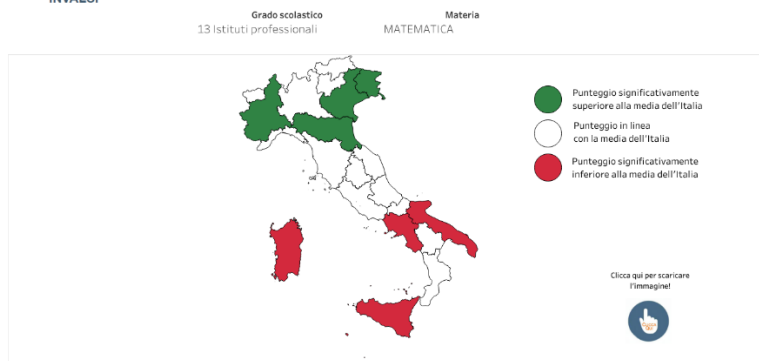 INVALSI
Grado scolastico
Materia
13 Istituti professionali
MATEMATICA
Punteggio significativamente
superiore alla media dell'Italia
Punteggio in linea
con la media dell'Italia
Punteggio significativamente
inferiore alla media dell'Italia
Clicca qui per scaricare
l'immagine!